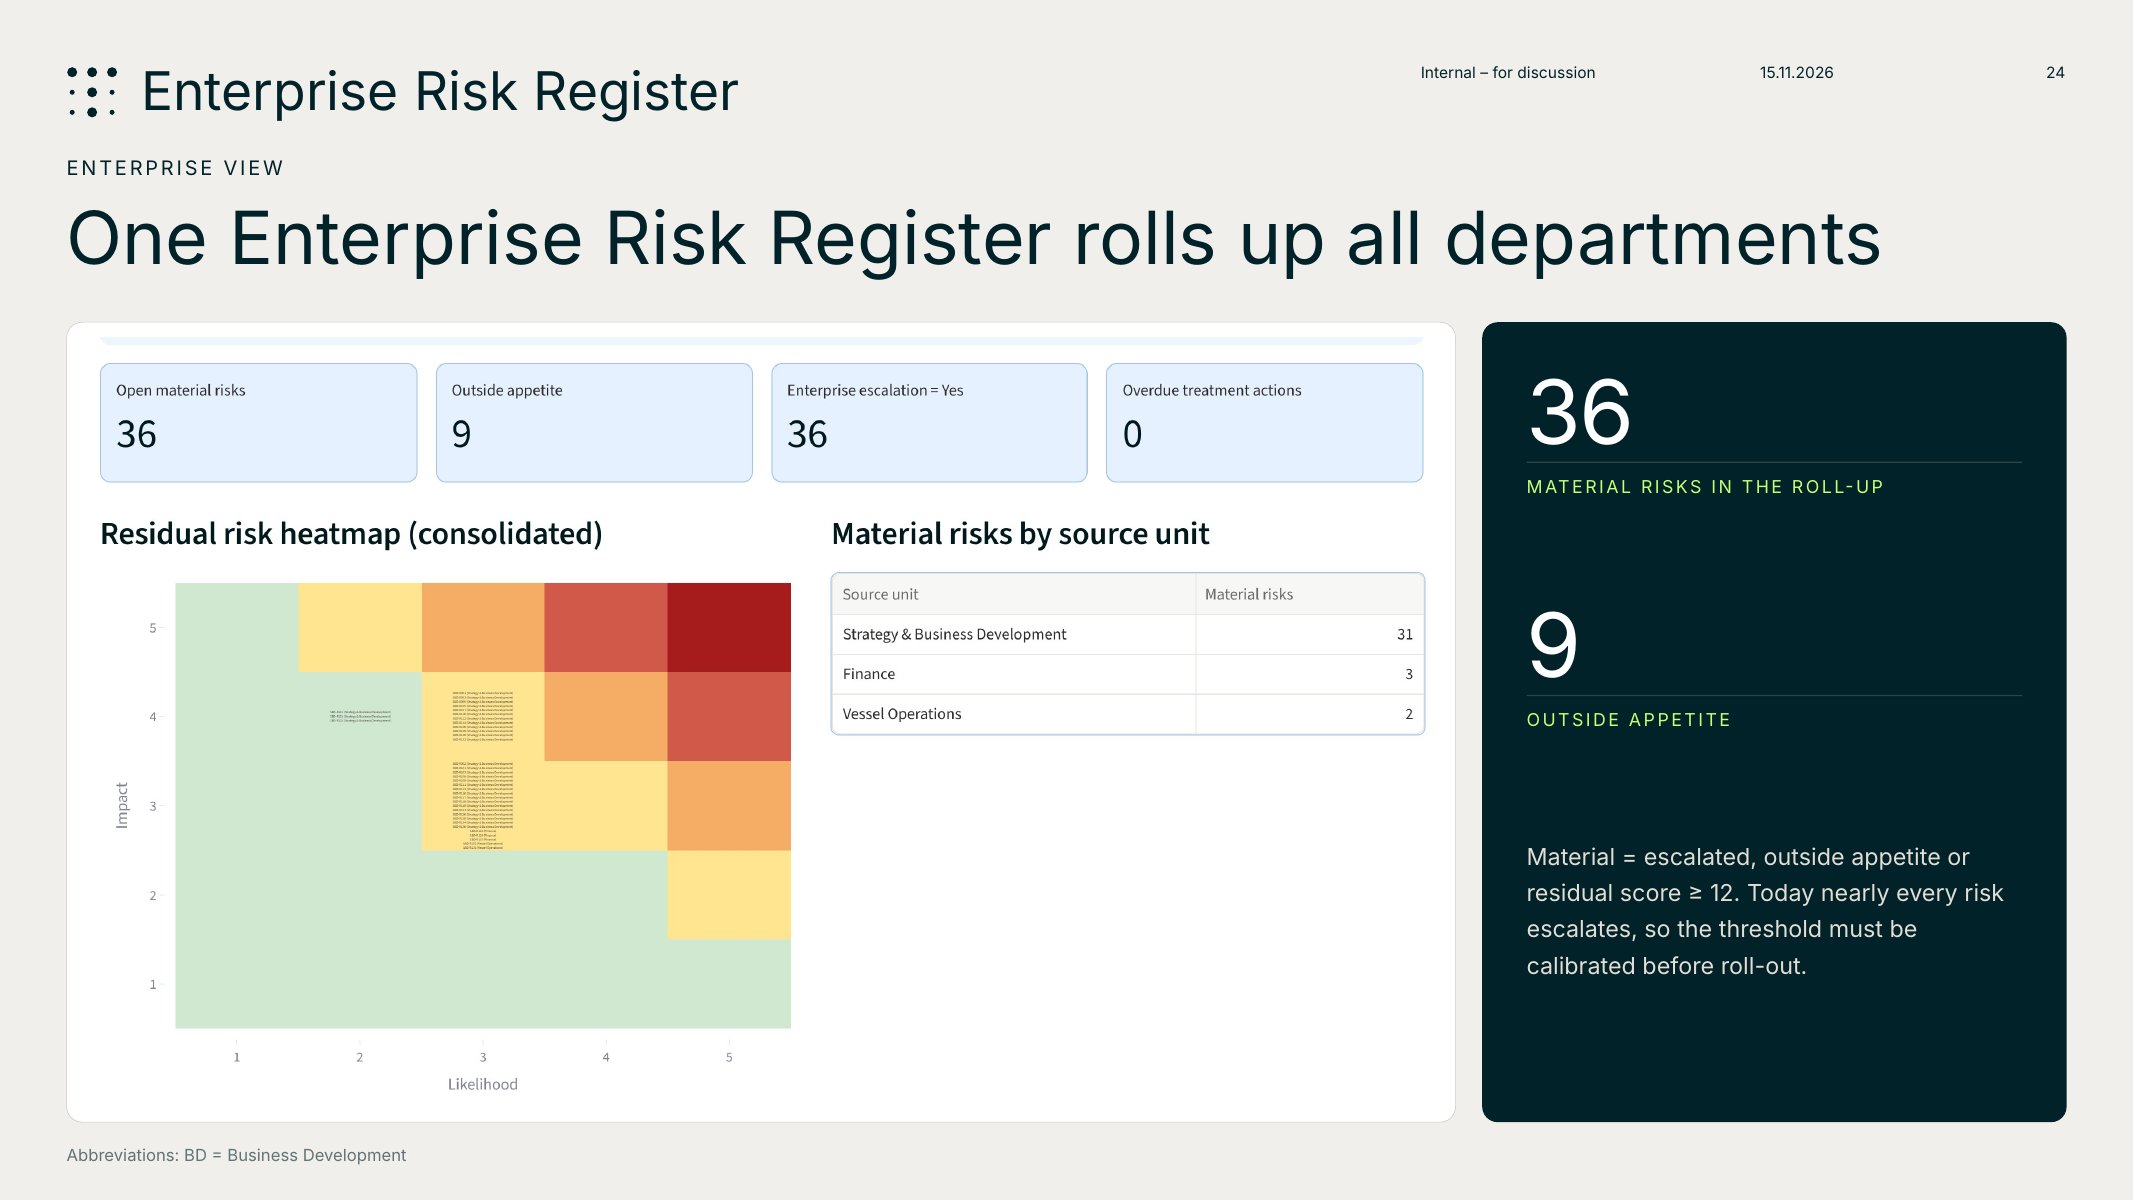 Enterprise Risk Register
Internal – for discussion
15.11.2026
24
ENTERPRISE VIEW
One Enterprise Risk Register rolls up all departments
Open material risks
36
Outside appetite
9
Enterprise escalation = Yes
36
Overdue treatment actions
0
Residual risk heatmap (consolidated)
5
4
3
2
1
Impact
1
2
3
4
5
Likelihood
Material risks by source unit
Source unit Material risks
Strategy & Business Development 31
Finance 3
Vessel Operations 2
36
MATERIAL RISKS IN THE ROLL-UP
9
OUTSIDE APPETITE
Material = escalated, outside appetite or
residual score ≥ 12. Today nearly every risk
escalates, so the threshold must be
calibrated before roll-out.
Abbreviations: BD = Business Development